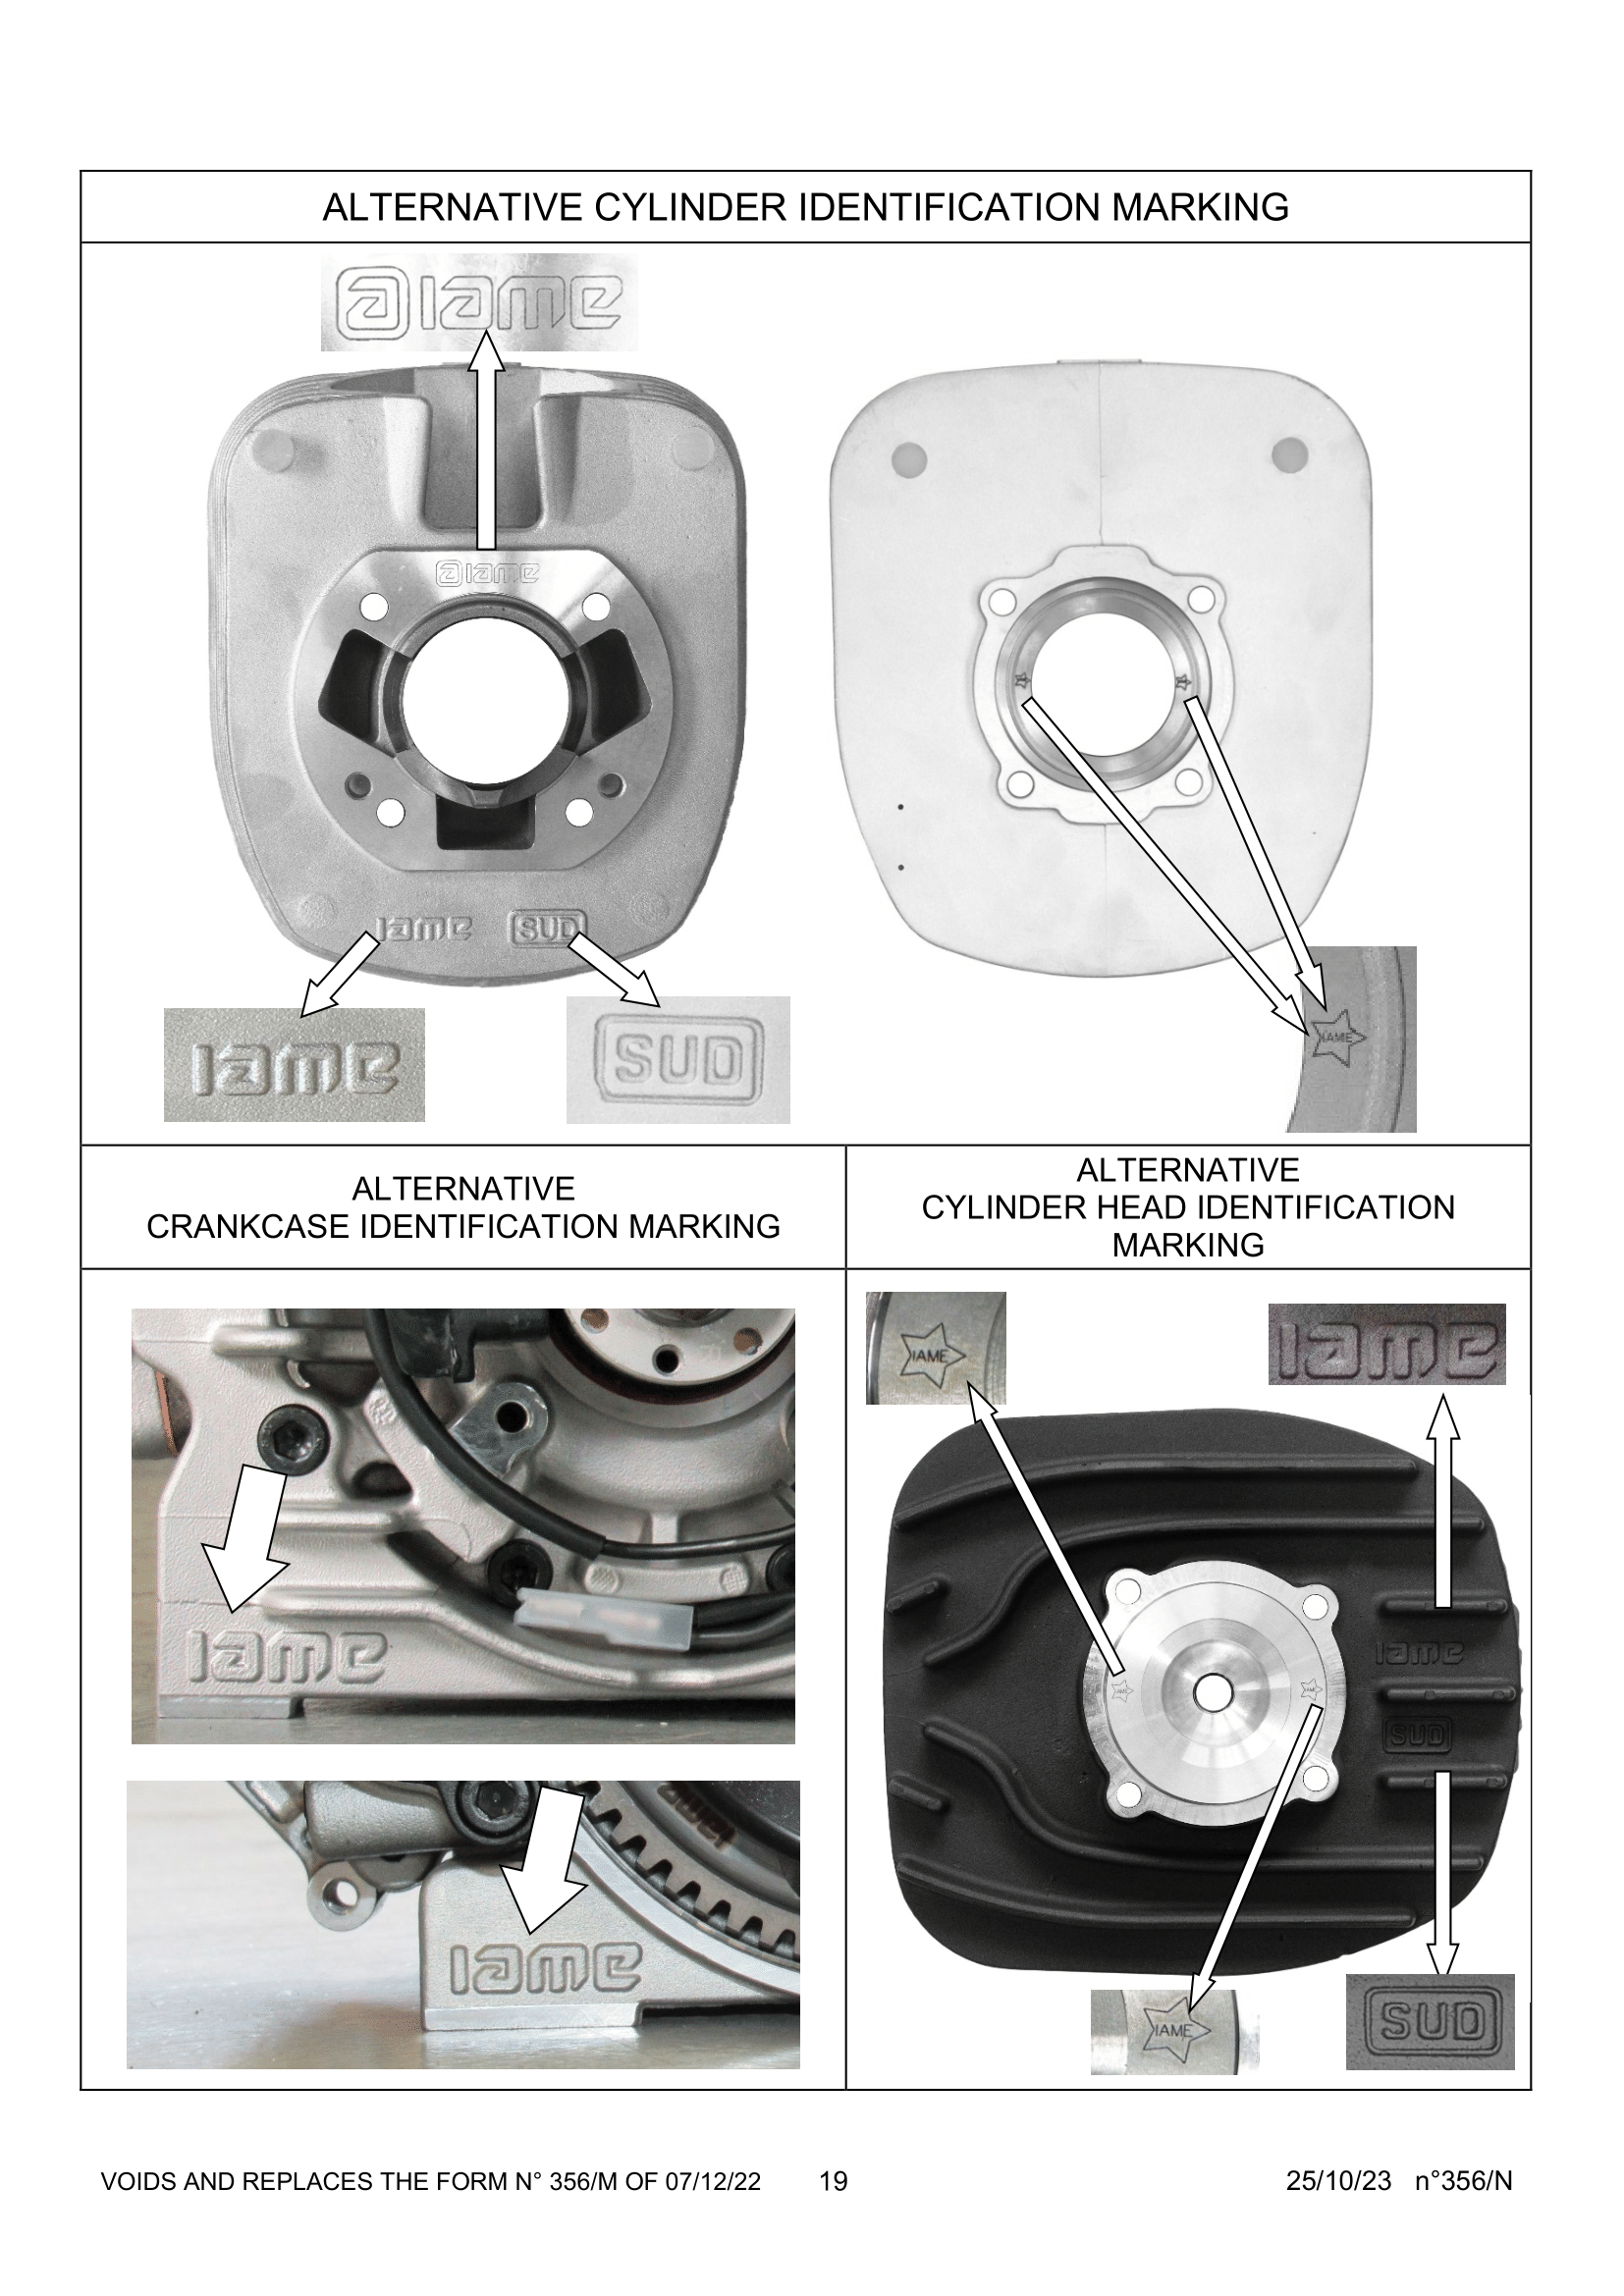 ALTERNATIVE CYLINDER IDENTIFICATION MARKING
@iame
@iame
iame SUD
iame
SUD
IAME
ALTERNATIVE
CRANKCASE IDENTIFICATION MARKING
iame
iame
iame
ALTERNATIVE
CYLINDER HEAD IDENTIFICATION
MARKING
IAME
iame
iame
SUD
IAME
SUD
VOIDS AND REPLACES THE FORM N° 356/M OF 07/12/22 19 25/10/23 n°356/N